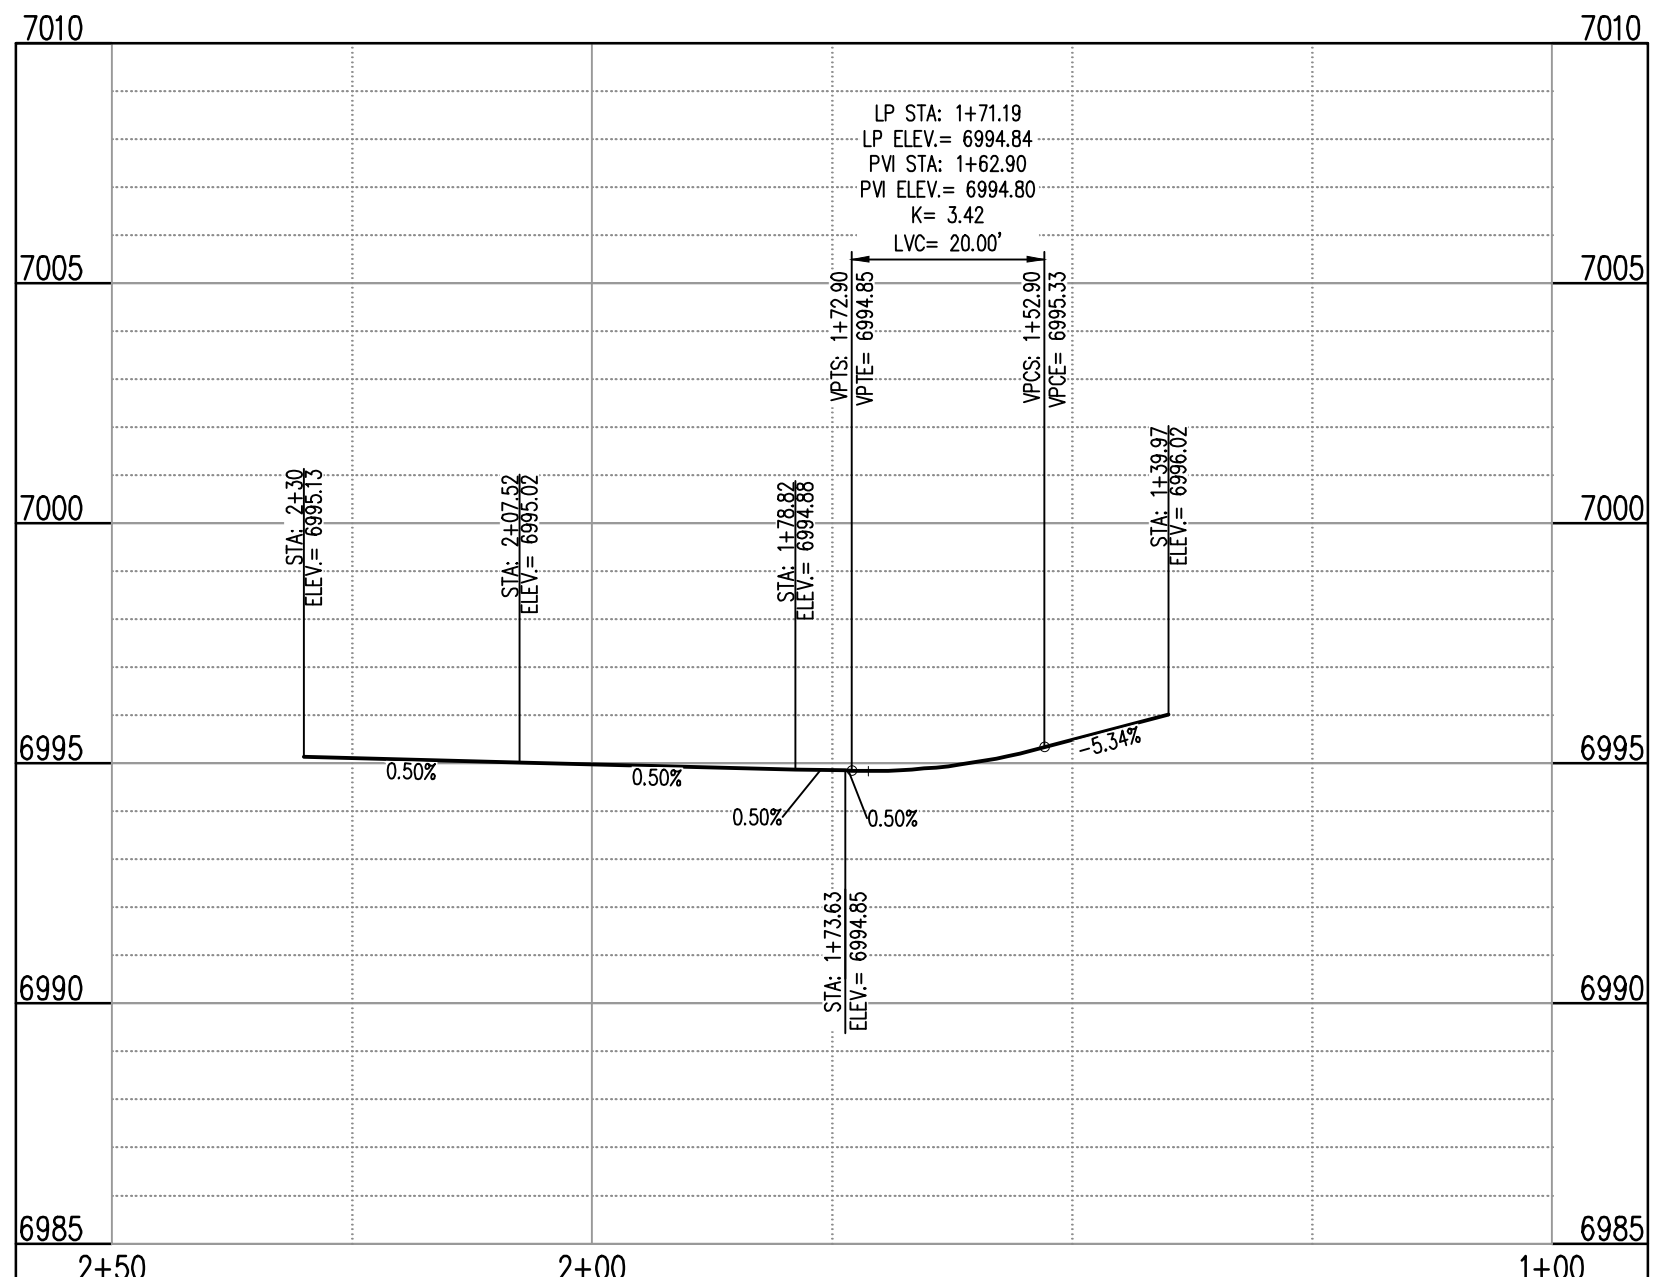 7010
7010
LP STA: 1+71.19
LP ELEV.= 6994.84
PVI STA: 1+62.90
PVI ELEV.= 6994.80
K= 3.42
LVC= 20.00'
7005
7005
VPTS: 1+72.90
VPTE= 6994.85
VPCS: 1+52.90
VPCE= 6995.33
STA: 2+30
ELEV.= 6995.13
STA: 2+07.52
ELEV.= 6995.02
STA: 1+78.82
ELEV.= 6994.88
STA: 1+39.97
ELEV.= 6996.02
7000
7000
6995
6995
0.50%
0.50%
-5.34%
0.50%
0.50%
STA: 1+73.63
ELEV.= 6994.85
6990
6990
6985
6985
2+50
2+00
1+00